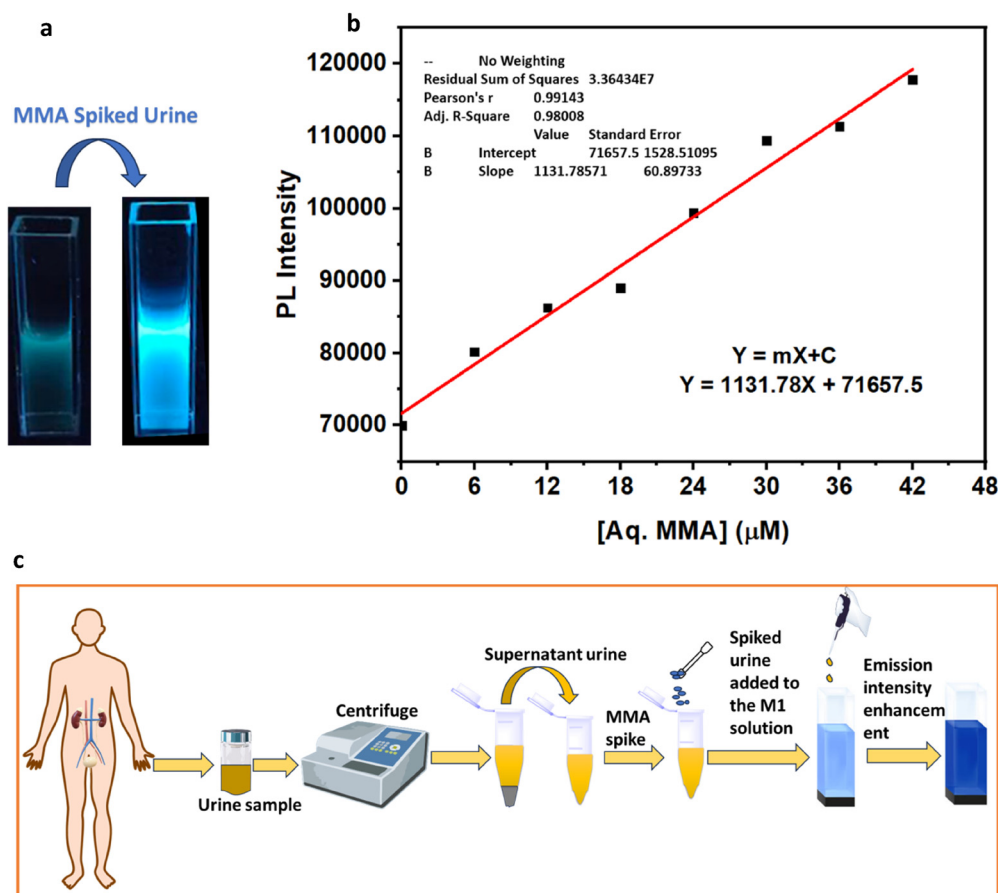 a
MMA Spiked Urine
b
120000
110000
100000
90000
80000
70000
PL Intensity
-- No Weighting
Residual Sum of Squares 3.36434E7
Pearson's r 0.99143
Adj. R-Square 0.98008
Value Standard Error
B Intercept 71657.5 1528.51095
B Slope 1131.78571 60.89733
Y = mX+C
Y = 1131.78X + 71657.5
0 6 12 18 24 30 36 42 48
[Aq. MMA] (μM)
c
Urine sample
Centrifuge
Supernatant urine
MMA
spike
Spiked
urine
added to
the M1
solution
Emission
intensity
enhancem
ent